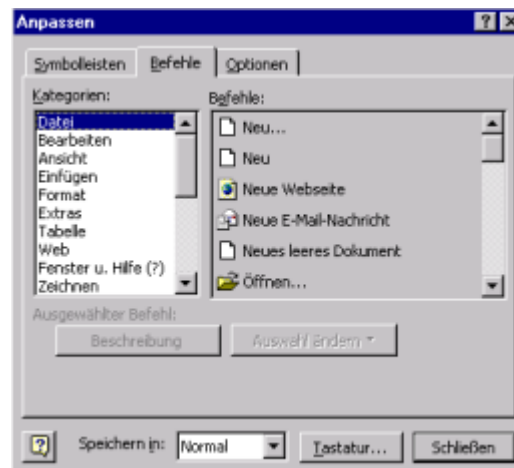 Anpassen
Symbolleisten Befehle Optionen
Kategorien: Befehle:
Datei
Bearbeiten
Ansicht
Einfügen
Format
Extras
Tabelle
Web
Fenster u. Hilfe (?)
Zeichnen
Neu...
Neu
Neue Webseite
Neue E-Mail-Nachricht
Neues leeres Dokument
Öffnen...
Ausgewählter Befehl:
Beschreibung Auswahl ändern
Speichern in: Normal Tastatur... Schließen